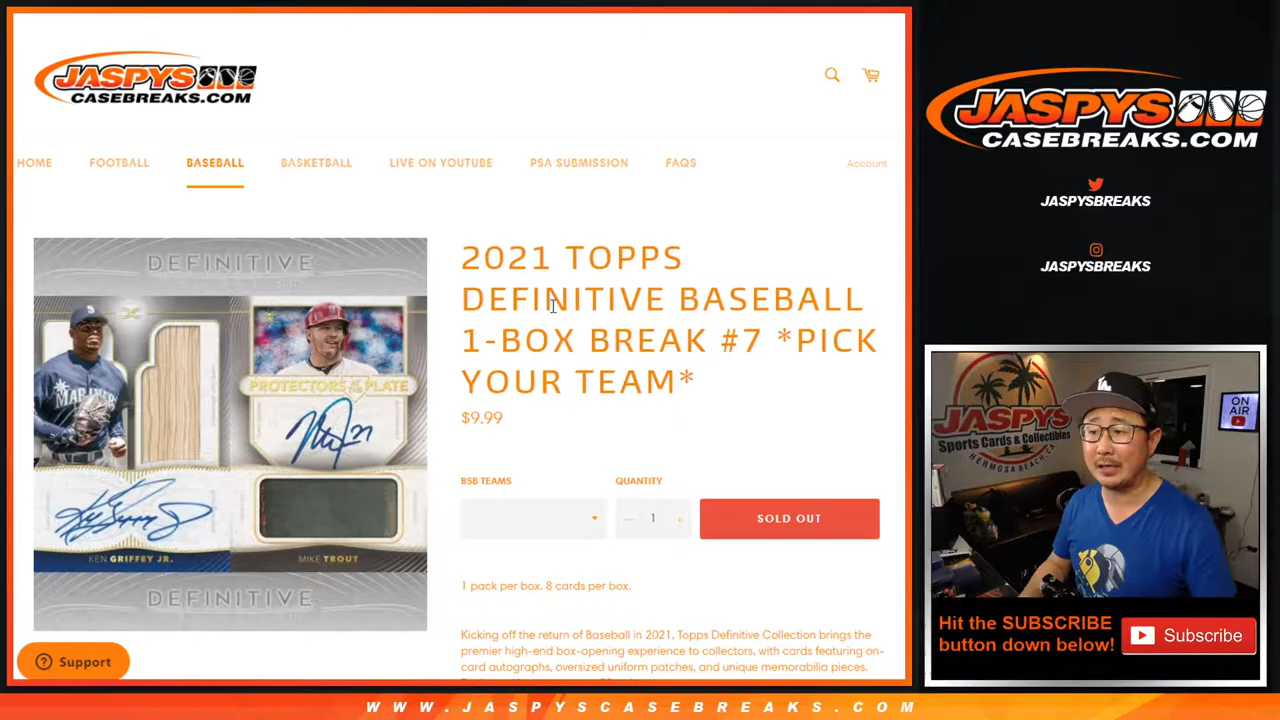 JASPYS
CASEBREAKS.COM
HOME
FOOTBALL
BASEBALL
BASKETBALL
LIVE ON YOUTUBE
PSA SUBMISSION
FAQS
Account
DEFINITIVE
S
MARINERS
PROTECTORS OF THE PLATE
KEN GRIFFEY JR.
MIKE TROUT
DEFINITIVE
2021 TOPPS
DEFINITIVE BASEBALL
1-BOX BREAK #7 *PICK
YOUR TEAM*
$9.99
BSB TEAMS
QUANTITY
1
SOLD OUT
1 pack per box. 8 cards per box.
Kicking off the return of Baseball in 2021, Topps Definitive Collection brings the
premier high-end box-opening experience to collectors, with cards featuring on-
card autographs, oversized uniform patches, and unique memorabilia pieces.
Support
JASPYS
CASEBREAKS.COM
JASPYSBREAKS
JASPYSBREAKS
JASPYS
Sports Cards & Collectibles
HERMOSA BEACH, CA
LA
ON
AIR
Hit the SUBSCRIBE
button down below!
Subscribe
WWW.JASPYSCASEBREAKS.COM